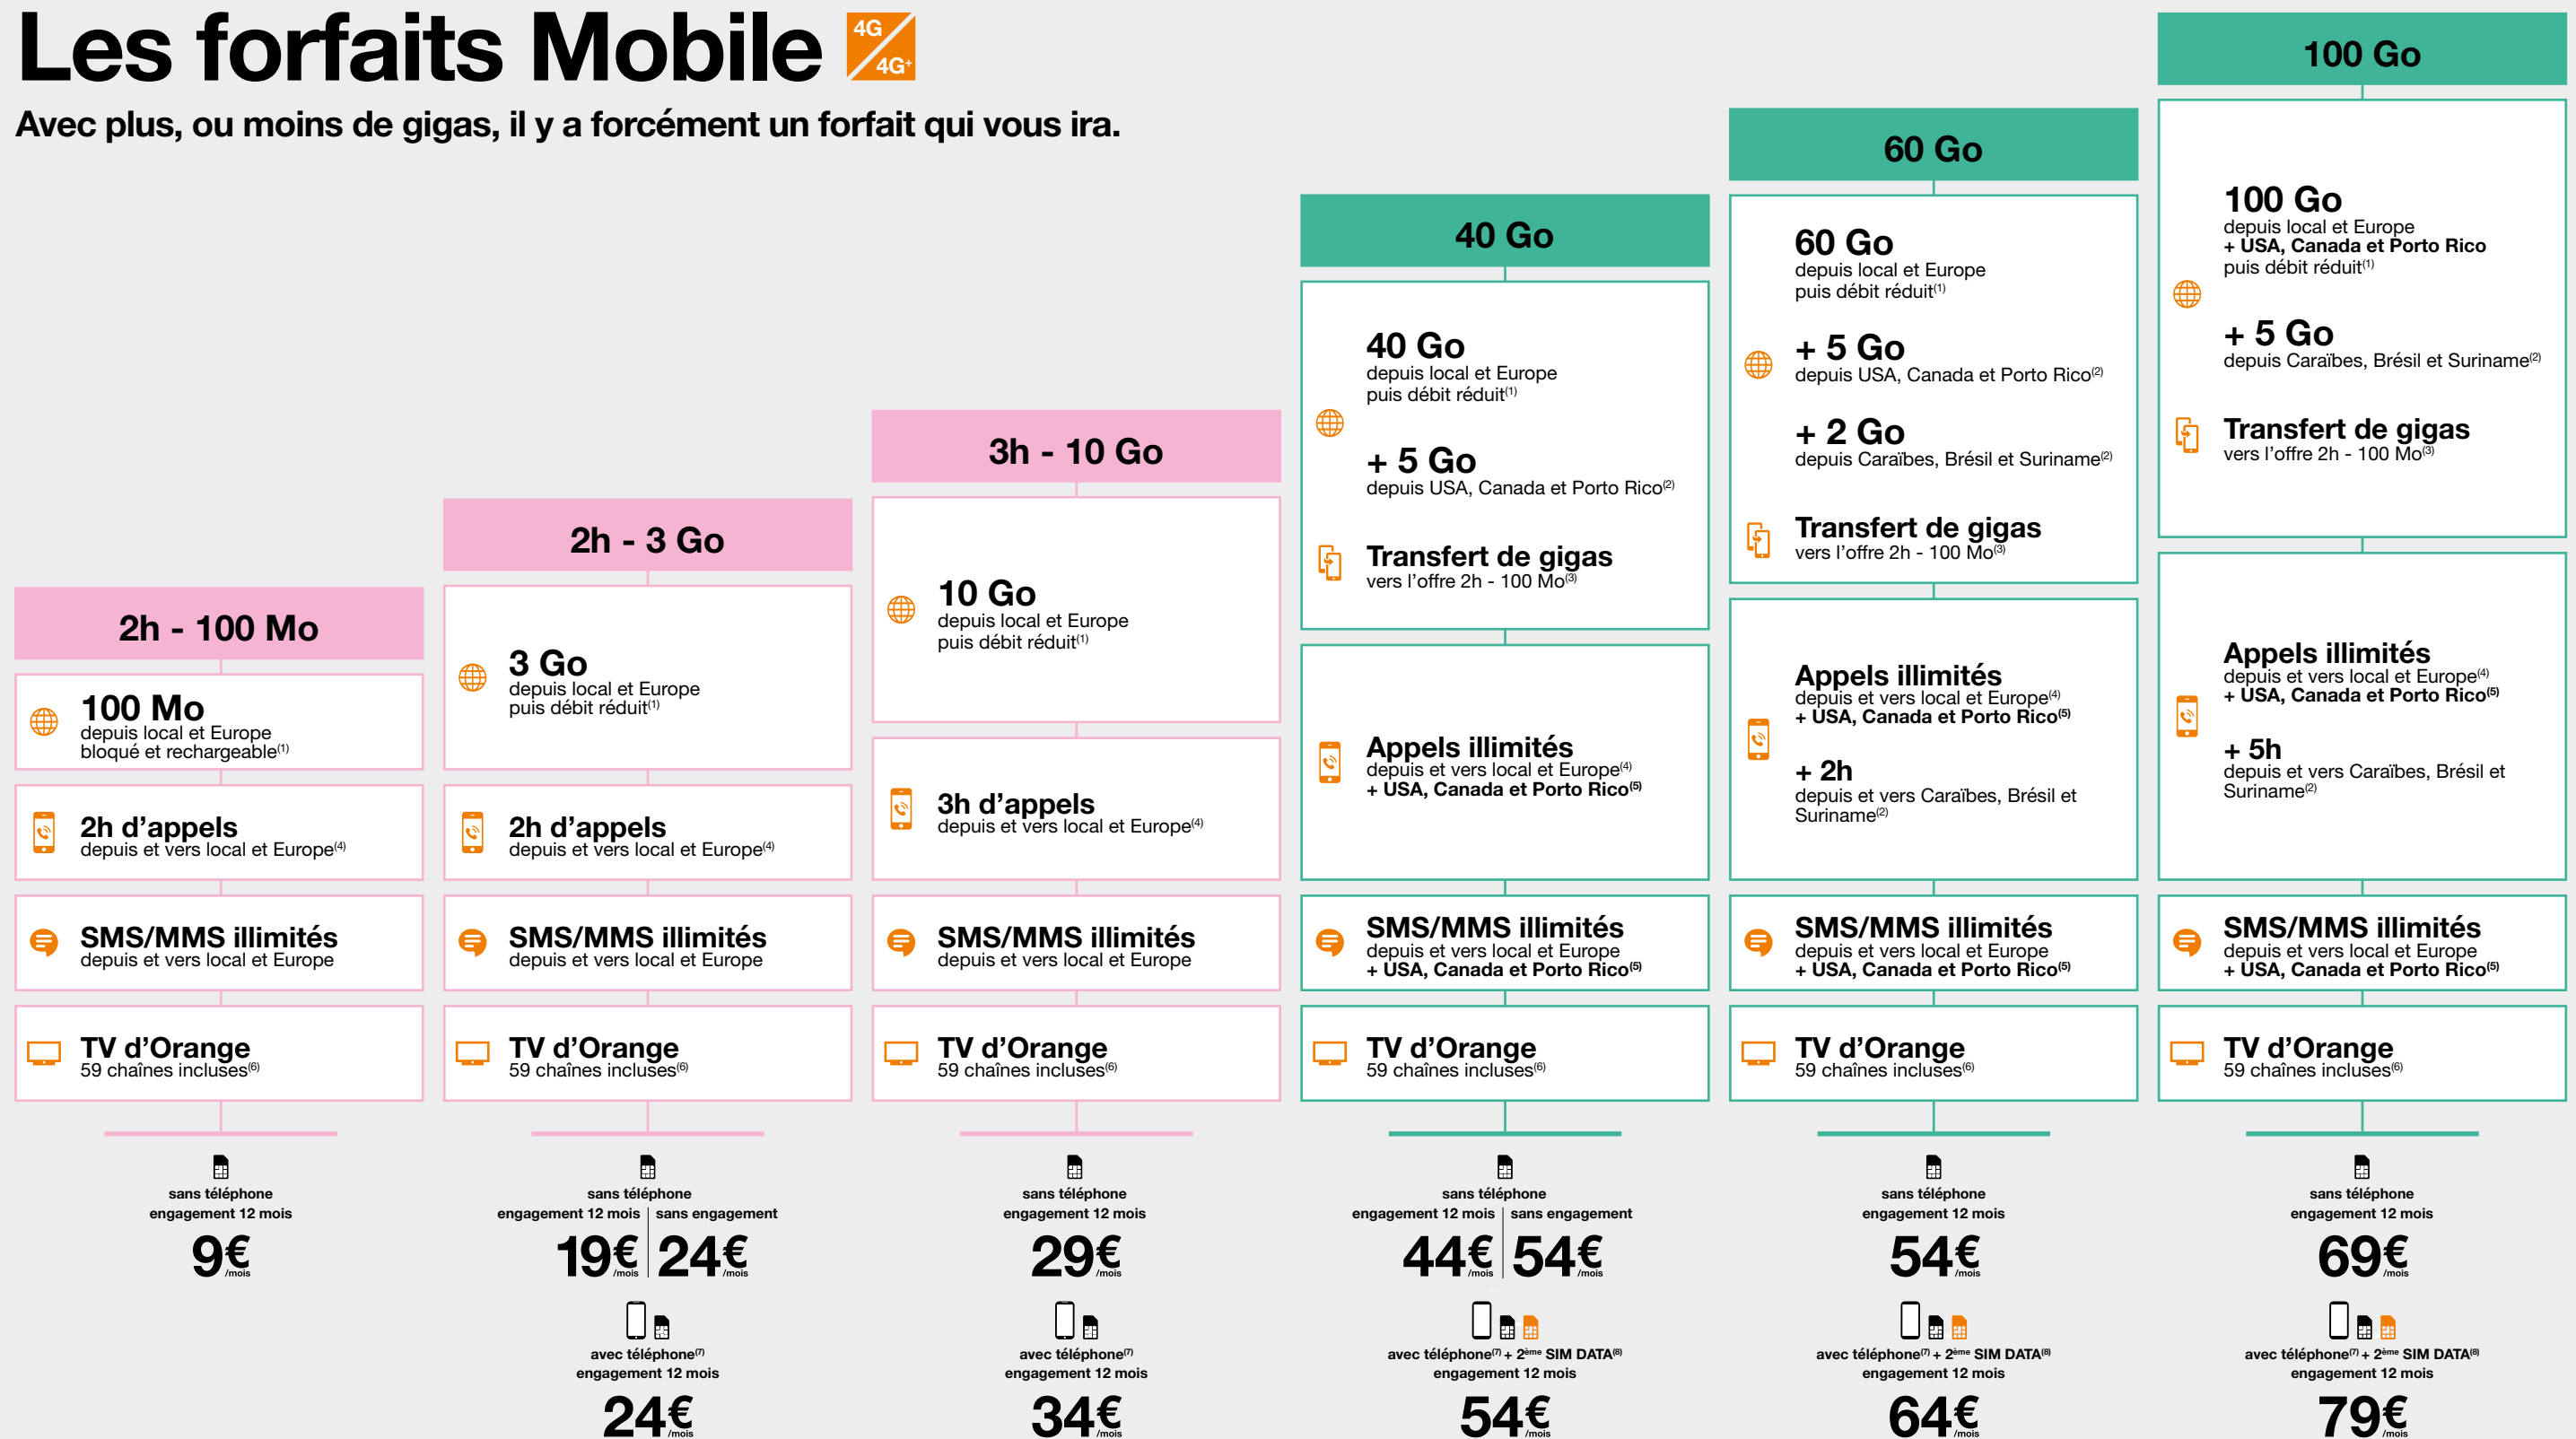 Les forfaits Mobile
4G
4G+
Avec plus, ou moins de gigas, il y a forcément un forfait qui vous ira.
2h - 100 Mo
100 Mo
depuis local et Europe
bloqué et rechargeable(1)
2h d’appels
depuis et vers local et Europe(4)
SMS/MMS illimités
depuis et vers local et Europe
TV d’Orange
59 chaînes incluses(6)
sans téléphone
engagement 12 mois
9€/mois
2h - 3 Go
3 Go
depuis local et Europe
puis débit réduit(1)
2h d’appels
depuis et vers local et Europe(4)
SMS/MMS illimités
depuis et vers local et Europe
TV d’Orange
59 chaînes incluses(6)
sans téléphone
engagement 12 mois | sans engagement
19€/mois | 24€/mois
avec téléphone(7)
engagement 12 mois
24€/mois
3h - 10 Go
10 Go
depuis local et Europe
puis débit réduit(1)
3h d’appels
depuis et vers local et Europe(4)
SMS/MMS illimités
depuis et vers local et Europe
TV d’Orange
59 chaînes incluses(6)
sans téléphone
engagement 12 mois
29€/mois
avec téléphone(7)
engagement 12 mois
34€/mois
40 Go
40 Go
depuis local et Europe
puis débit réduit(1)
+ 5 Go
depuis USA, Canada et Porto Rico(2)
Transfert de gigas
vers l’offre 2h - 100 Mo(3)
Appels illimités
depuis et vers local et Europe(4)
+ USA, Canada et Porto Rico(5)
SMS/MMS illimités
depuis et vers local et Europe
+ USA, Canada et Porto Rico(5)
TV d’Orange
59 chaînes incluses(6)
sans téléphone
engagement 12 mois | sans engagement
44€/mois | 54€/mois
avec téléphone(7) + 2ème SIM DATA(8)
engagement 12 mois
54€/mois
60 Go
60 Go
depuis local et Europe
puis débit réduit(1)
+ 5 Go
depuis USA, Canada et Porto Rico(2)
+ 2 Go
depuis Caraïbes, Brésil et Suriname(2)
Transfert de gigas
vers l’offre 2h - 100 Mo(3)
Appels illimités
depuis et vers local et Europe(4)
+ USA, Canada et Porto Rico(5)
+ 2h
depuis et vers Caraïbes, Brésil et
Suriname(2)
SMS/MMS illimités
depuis et vers local et Europe
+ USA, Canada et Porto Rico(5)
TV d’Orange
59 chaînes incluses(6)
sans téléphone
engagement 12 mois
54€/mois
avec téléphone(7) + 2ème SIM DATA(8)
engagement 12 mois
64€/mois
100 Go
100 Go
depuis local et Europe
+ USA, Canada et Porto Rico
puis débit réduit(1)
+ 5 Go
depuis Caraïbes, Brésil et Suriname(2)
Transfert de gigas
vers l’offre 2h - 100 Mo(3)
Appels illimités
depuis et vers local et Europe(4)
+ USA, Canada et Porto Rico(5)
+ 5h
depuis et vers Caraïbes, Brésil et
Suriname(2)
SMS/MMS illimités
depuis et vers local et Europe
+ USA, Canada et Porto Rico(5)
TV d’Orange
59 chaînes incluses(6)
sans téléphone
engagement 12 mois
69€/mois
avec téléphone(7) + 2ème SIM DATA(8)
engagement 12 mois
79€/mois